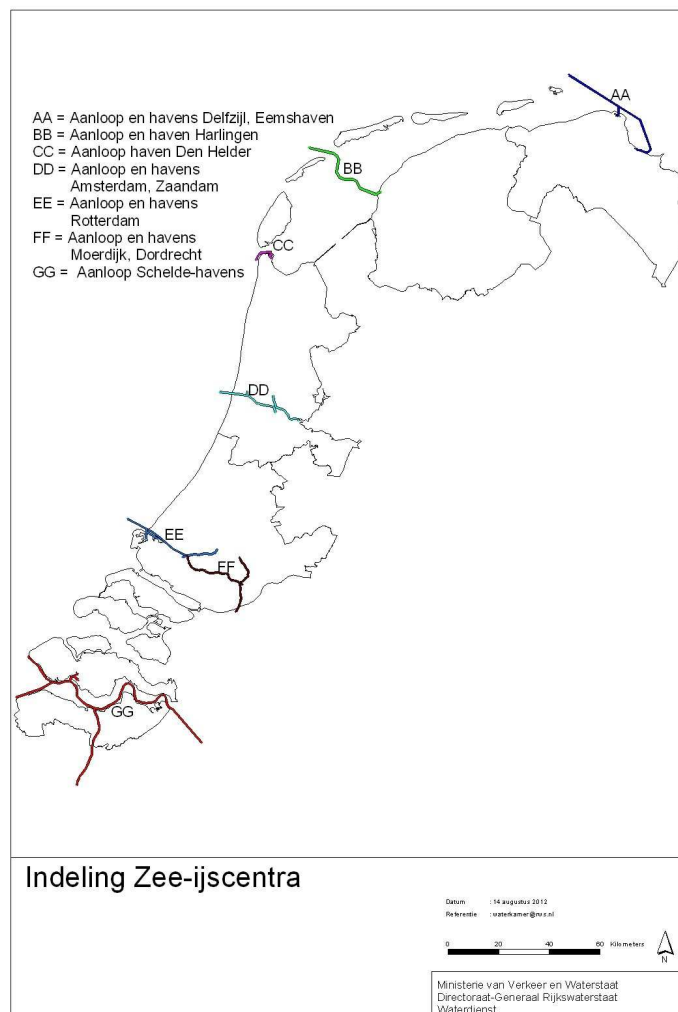 AA = Aanloop en havens Delfzijl, Eemshaven
BB = Aanloop en haven Harlingen
CC = Aanloop haven Den Helder
DD = Aanloop en havens
Amsterdam, Zaandam
EE = Aanloop en havens
Rotterdam
FF = Aanloop en havens
Moerdijk, Dordrecht
GG = Aanloop Schelde-havens
AA
BB
CC
DD
EE
FF
GG
Indeling Zee-ijscentra
Datum : 14 augustus 2012
Referentie : waterkamer@rws.nl
0 20 40 60 Kilometers
N
Ministerie van Verkeer en Waterstaat
Directoraat-Generaal Rijkswaterstaat
Waterdienst